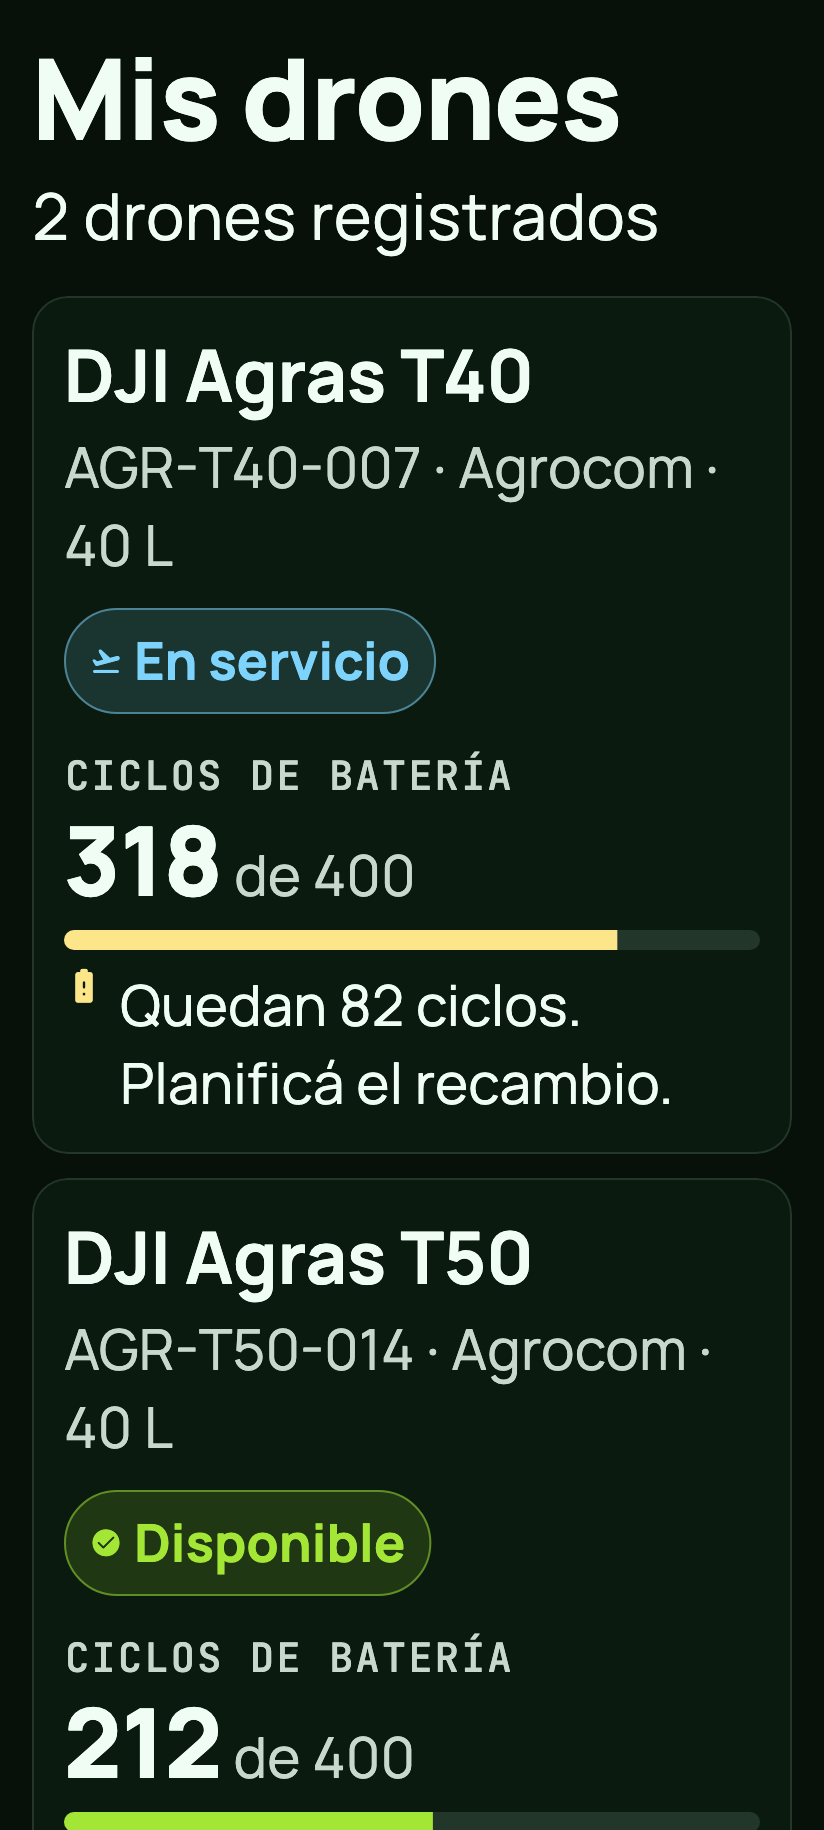 Mis drones
2 drones registrados
DJI Agras T40
AGR-T40-007 · Agrocom ·
40 L
En servicio
CICLOS DE BATERÍA
318 de 400
Quedan 82 ciclos.
Planificá el recambio.
DJI Agras T50
AGR-T50-014 · Agrocom ·
40 L
Disponible
CICLOS DE BATERÍA
212 de 400